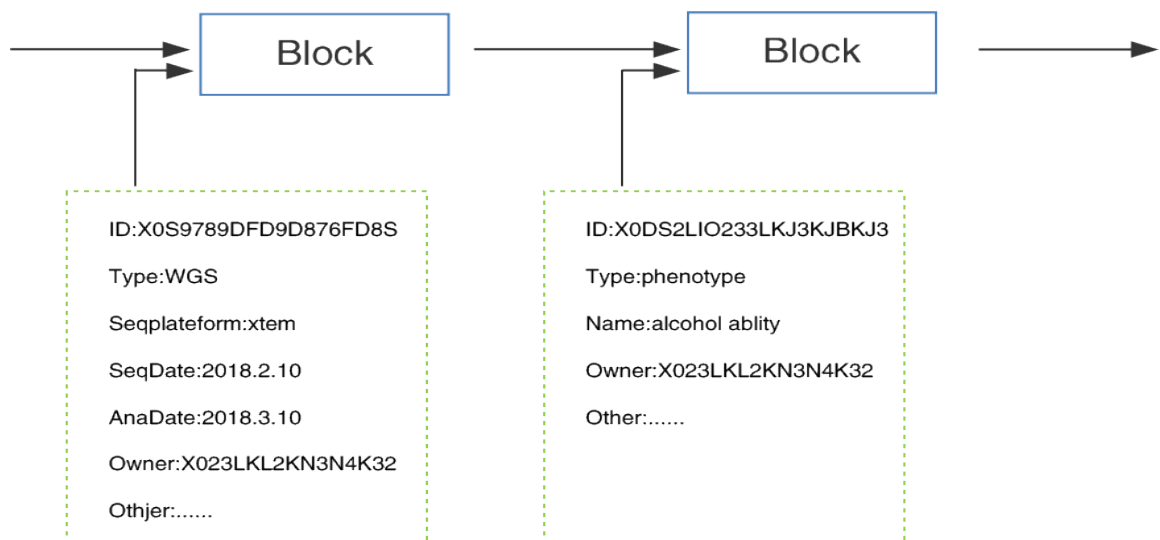 Block
Block
ID:X0S9789DFD9D876FD8S
Type:WGS
Seqplateform:xtem
SeqDate:2018.2.10
AnaDate:2018.3.10
Owner:X023LKL2KN3N4K32
Othjer:......
ID:X0DS2LIO233LKJ3KJBKJ3
Type:phenotype
Name:alcohol ablity
Owner:X023LKL2KN3N4K32
Other:......